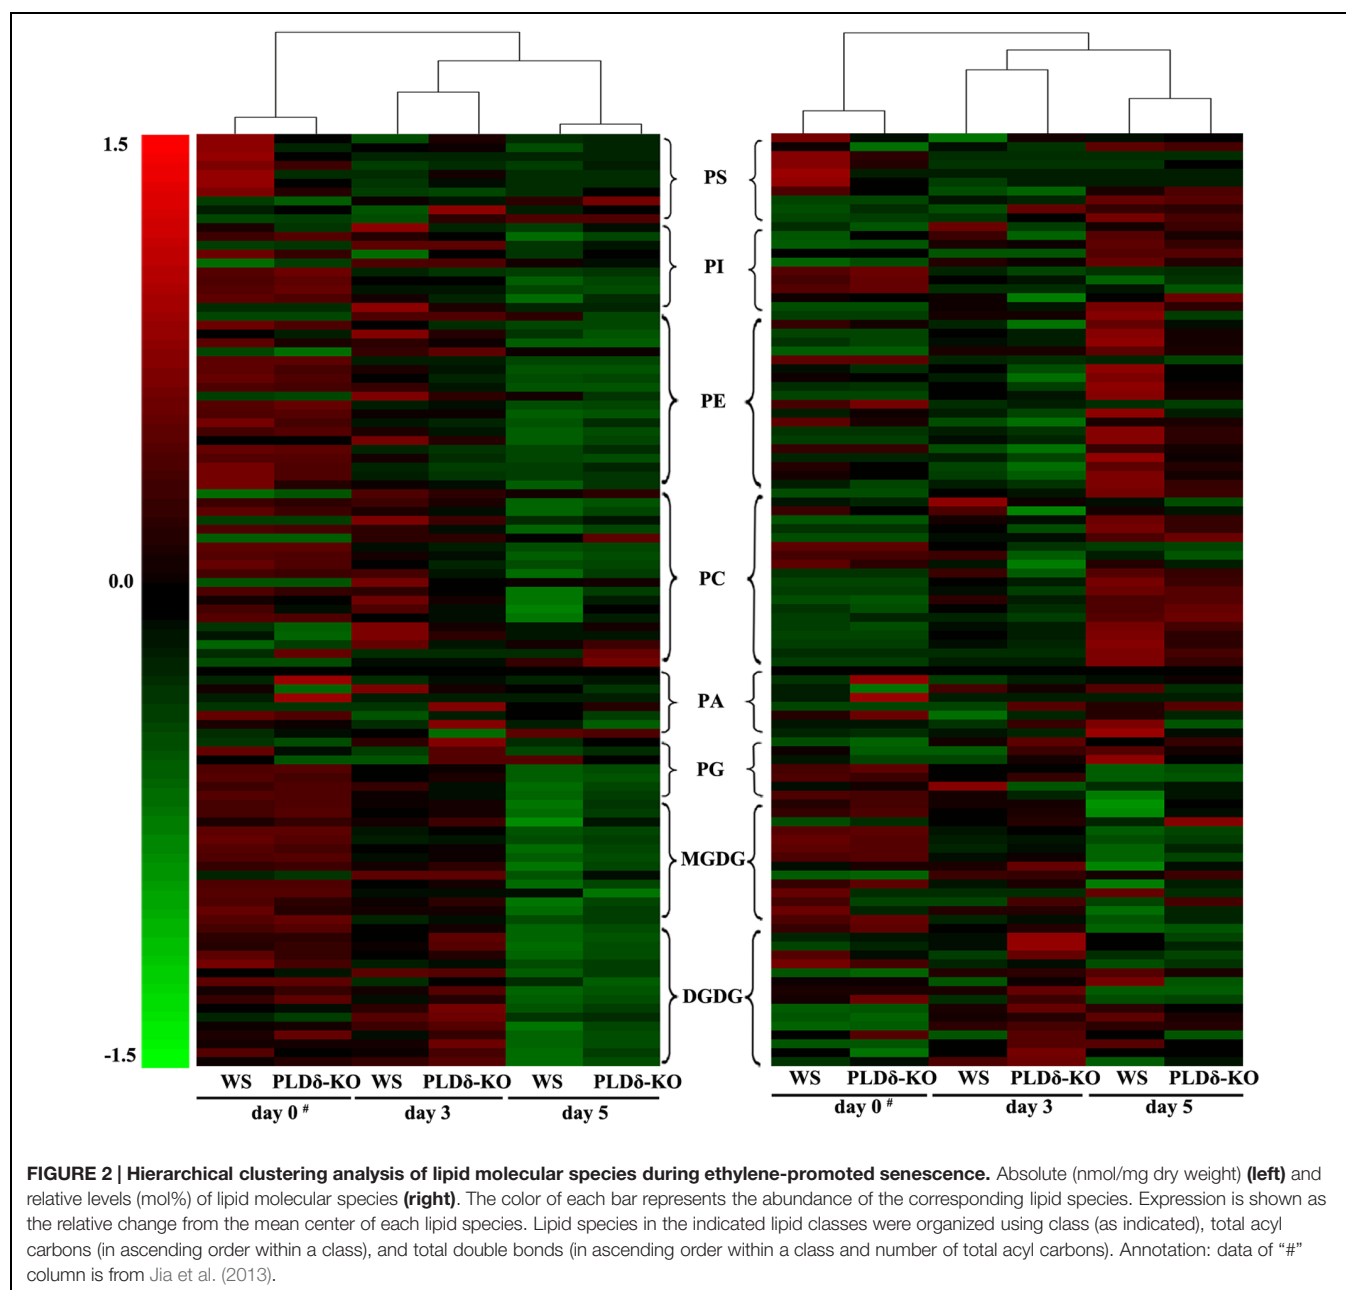 1.5
0.0
-1.5
PS
PI
PE
PC
PA
PG
MGDG
DGDG
WS PLDδ-KO WS PLDδ-KO WS PLDδ-KO
day 0 # day 3 day 5
WS PLDδ-KO WS PLDδ-KO WS PLDδ-KO
day 0 # day 3 day 5
FIGURE 2 | Hierarchical clustering analysis of lipid molecular species during ethylene-promoted senescence. Absolute (nmol/mg dry weight) (left) and
relative levels (mol%) of lipid molecular species (right). The color of each bar represents the abundance of the corresponding lipid species. Expression is shown as
the relative change from the mean center of each lipid species. Lipid species in the indicated lipid classes were organized using class (as indicated), total acyl
carbons (in ascending order within a class), and total double bonds (in ascending order within a class and number of total acyl carbons). Annotation: data of “#”
column is from Jia et al. (2013).